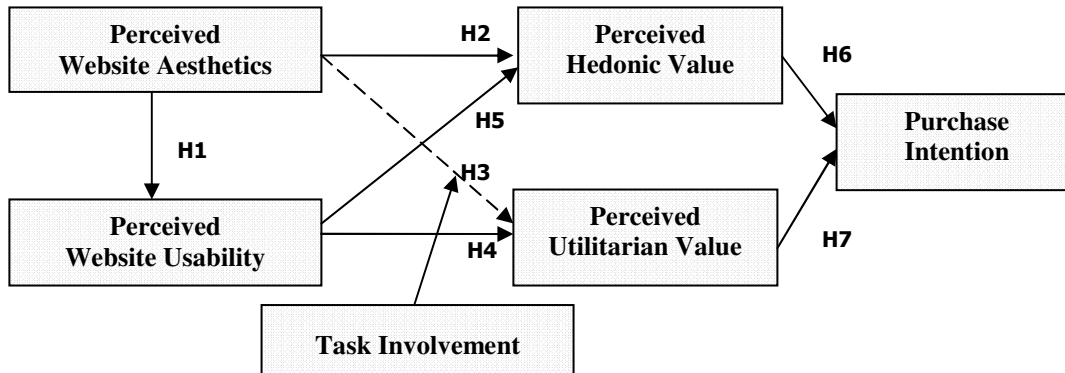 Perceived
Website Aesthetics
H2
Perceived
Hedonic Value
H6
H1
H5
Purchase
Intention
H3
Perceived
Website Usability
H4
Perceived
Utilitarian Value
H7
Task Involvement